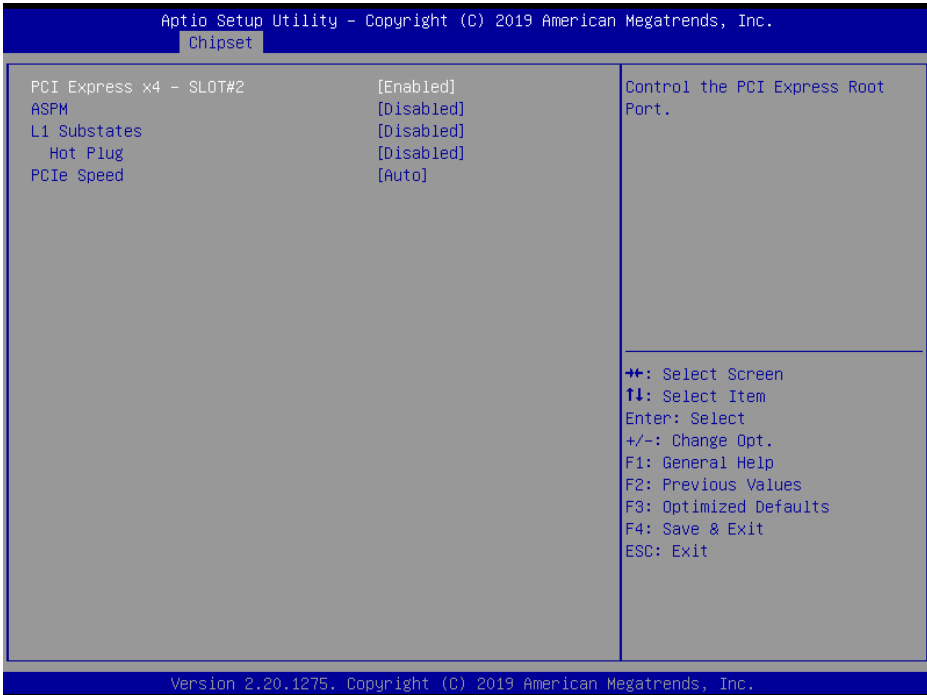 Aptio Setup Utility – Copyright (C) 2019 American Megatrends, Inc.
Chipset
PCI Express x4 – SLOT#2 [Enabled]
ASPM [Disabled]
L1 Substates [Disabled]
Hot Plug [Disabled]
PCIe Speed [Auto]
Control the PCI Express Root
Port.
→←: Select Screen
↑↓: Select Item
Enter: Select
+/-: Change Opt.
F1: General Help
F2: Previous Values
F3: Optimized Defaults
F4: Save & Exit
ESC: Exit
Version 2.20.1275. Copyright (C) 2019 American Megatrends, Inc.